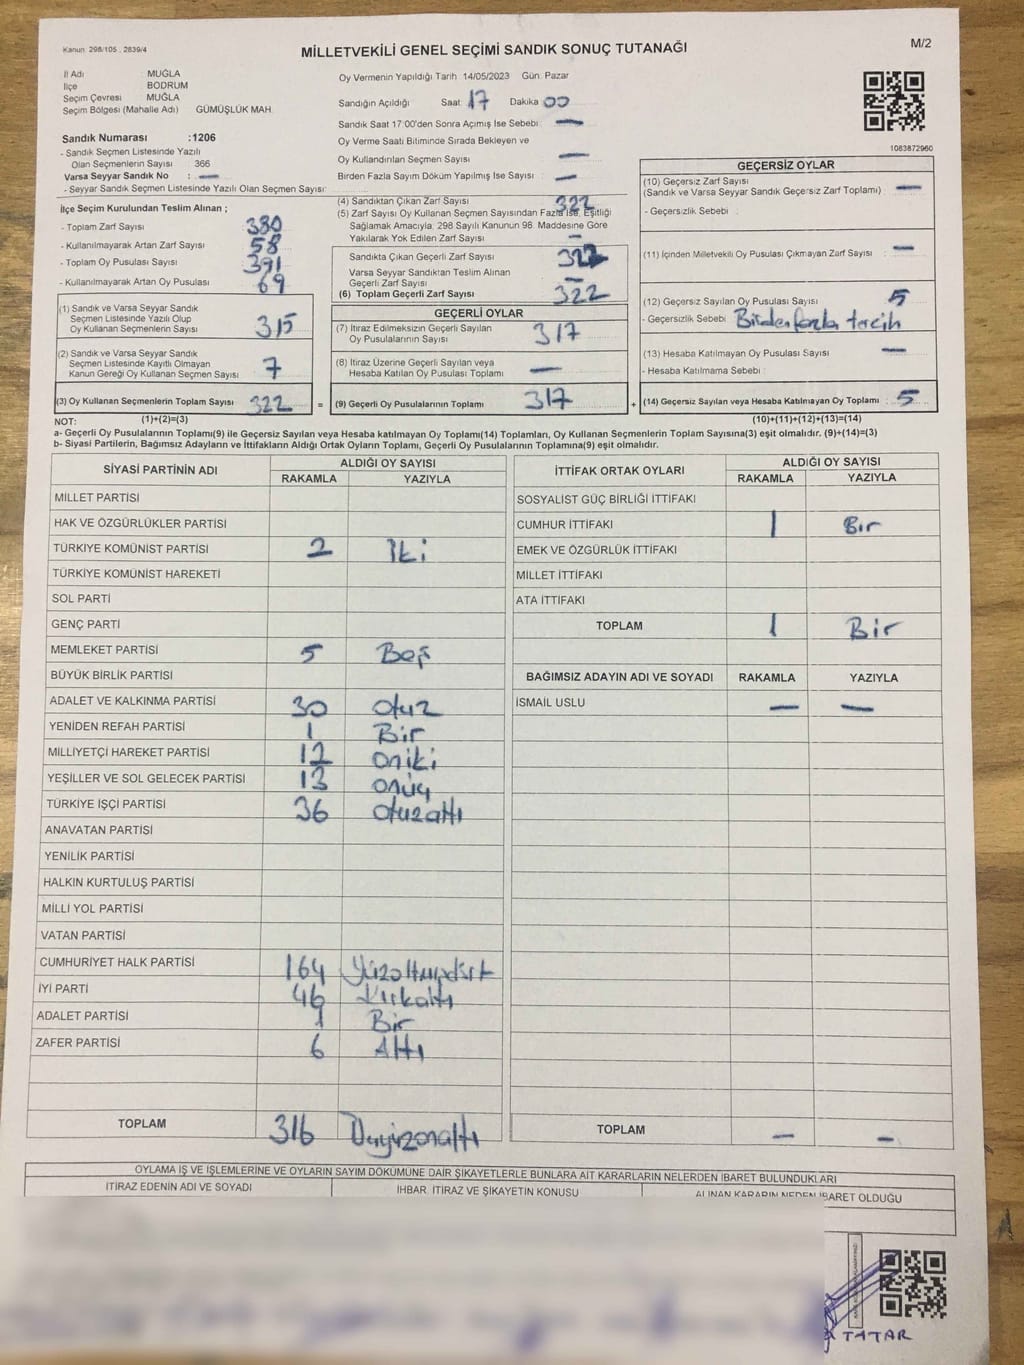 Kanun: 298/105 , 2839/4
MİLLETVEKİLİ GENEL SEÇİMİ SANDIK SONUÇ TUTANAĞI
M/2
İl Adı : MUĞLA
İlçe BODRUM
Seçim Çevresi MUĞLA
Seçim Bölgesi (Mahalle Adı) GÜMÜŞLÜK MAH.
Oy Vermenin Yapıldığı Tarih 14/05/2023 Gün: Pazar
Sandığın Açıldığı Saat: 17 Dakika 00
Sandık Saat 17:00'den Sonra Açılmış İse Sebebi : —
Oy Verme Saati Bitiminde Sırada Bekleyen ve
Oy Kullandırılan Seçmen Sayısı —
Birden Fazla Sayım Döküm Yapılmış İse Sayısı : —
1083872960
Sandık Numarası :1206
- Sandık Seçmen Listesinde Yazılı
Olan Seçmenlerin Sayısı 366
Varsa Seyyar Sandık No : —
- Seyyar Sandık Seçmen Listesinde Yazılı Olan Seçmen Sayısı:
İlçe Seçim Kurulundan Teslim Alınan ;
- Toplam Zarf Sayısı 380
- Kullanılmayarak Artan Zarf Sayısı 58
- Toplam Oy Pusulası Sayısı 391
- Kullanılmayarak Artan Oy Pusulası 69
(1) Sandık ve Varsa Seyyar Sandık
Seçmen Listesinde Yazılı Olup
Oy Kullanan Seçmenlerin Sayısı 315
(2) Sandık ve Varsa Seyyar Sandık
Seçmen Listesinde Kayıtlı Olmayan
Kanun Gereği Oy Kullanan Seçmen Sayısı 7
(3) Oy Kullanan Seçmenlerin Toplam Sayısı 322 =
(1)+(2)=(3)
(4) Sandıktan Çıkan Zarf Sayısı 322
(5) Zarf Sayısı Oy Kullanan Seçmen Sayısından Fazla İse, Eşitliği
Sağlamak Amacıyla, 298 Sayılı Kanunun 98. Maddesine Göre
Yakılarak Yok Edilen Zarf Sayısı —
Sandıkta Çıkan Geçerli Zarf Sayısı 322
Varsa Seyyar Sandıktan Teslim Alınan
Geçerli Zarf Sayısı —
(6) Toplam Geçerli Zarf Sayısı 322
GEÇERLİ OYLAR
(7) İtiraz Edilmeksizin Geçerli Sayılan
Oy Pusulalarının Sayısı 317
(8) İtiraz Üzerine Geçerli Sayılan veya
Hesaba Katılan Oy Pusulası Toplamı —
(9) Geçerli Oy Pusulalarının Toplamı 317 +
GEÇERSİZ OYLAR
(10) Geçersiz Zarf Sayısı
(Sandık ve Varsa Seyyar Sandık Geçersiz Zarf Toplamı) —
- Geçersizlik Sebebi :
(11) İçinden Milletvekili Oy Pusulası Çıkmayan Zarf Sayısı : —
(12) Geçersiz Sayılan Oy Pusulası Sayısı 5
- Geçersizlik Sebebi Birden fazla tercih
(13) Hesaba Katılmayan Oy Pusulası Sayısı —
- Hesaba Katılmama Sebebi :
(14) Geçersiz Sayılan veya Hesaba Katılmayan Oy Toplamı : 5
(10)+(11)+(12)+(13)=(14)
NOT:
a- Geçerli Oy Pusulalarının Toplamı(9) ile Geçersiz Sayılan veya Hesaba katılmayan Oy Toplamı(14) Toplamları, Oy Kullanan Seçmenlerin Toplam Sayısına(3) eşit olmalıdır. (9)+(14)=(3)
b- Siyasi Partilerin, Bağımsız Adayların ve İttifakların Aldığı Ortak Oyların Toplamı, Geçerli Oy Pusulalarının Toplamına(9) eşit olmalıdır.
SİYASİ PARTİNİN ADI ALDIĞI OY SAYISI
RAKAMLA YAZIYLA
MİLLET PARTİSİ
HAK VE ÖZGÜRLÜKLER PARTİSİ
TÜRKİYE KOMÜNİST PARTİSİ 2 İki
TÜRKİYE KOMÜNİST HAREKETİ
SOL PARTİ
GENÇ PARTİ
MEMLEKET PARTİSİ 5 Beş
BÜYÜK BİRLİK PARTİSİ
ADALET VE KALKINMA PARTİSİ 30 Otuz
YENİDEN REFAH PARTİSİ 1 Bir
MİLLİYETÇİ HAREKET PARTİSİ 12 oniki
YEŞİLLER VE SOL GELECEK PARTİSİ 13 onüç
TÜRKİYE İŞÇİ PARTİSİ 36 otuzaltı
ANAVATAN PARTİSİ
YENİLİK PARTİSİ
HALKIN KURTULUŞ PARTİSİ
MİLLİ YOL PARTİSİ
VATAN PARTİSİ
CUMHURİYET HALK PARTİSİ 164 Yüzaltmışdört
İYİ PARTİ 46 Kırkaltı
ADALET PARTİSİ 1 Bir
ZAFER PARTİSİ 6 Altı
TOPLAM 316 Üçyüzonaltı
İTTİFAK ORTAK OYLARI ALDIĞI OY SAYISI
RAKAMLA YAZIYLA
SOSYALİST GÜÇ BİRLİĞİ İTTİFAKI
CUMHUR İTTİFAKI 1 Bir
EMEK VE ÖZGÜRLÜK İTTİFAKI
MİLLET İTTİFAKI
ATA İTTİFAKI
TOPLAM 1 Bir
BAĞIMSIZ ADAYIN ADI VE SOYADI RAKAMLA YAZIYLA
İSMAİL USLU — —
TOPLAM — —
OYLAMA İŞ VE İŞLEMLERİNE VE OYLARIN SAYIM DÖKÜMÜNE DAİR ŞİKAYETLERLE BUNLARA AİT KARARLARIN NELERDEN İBARET BULUNDUKLARI
İTİRAZ EDENİN ADI VE SOYADI İHBAR, İTİRAZ VE ŞİKAYETİN KONUSU ALINAN KARARIN NEDEN İBARET OLDUĞU
TATAR